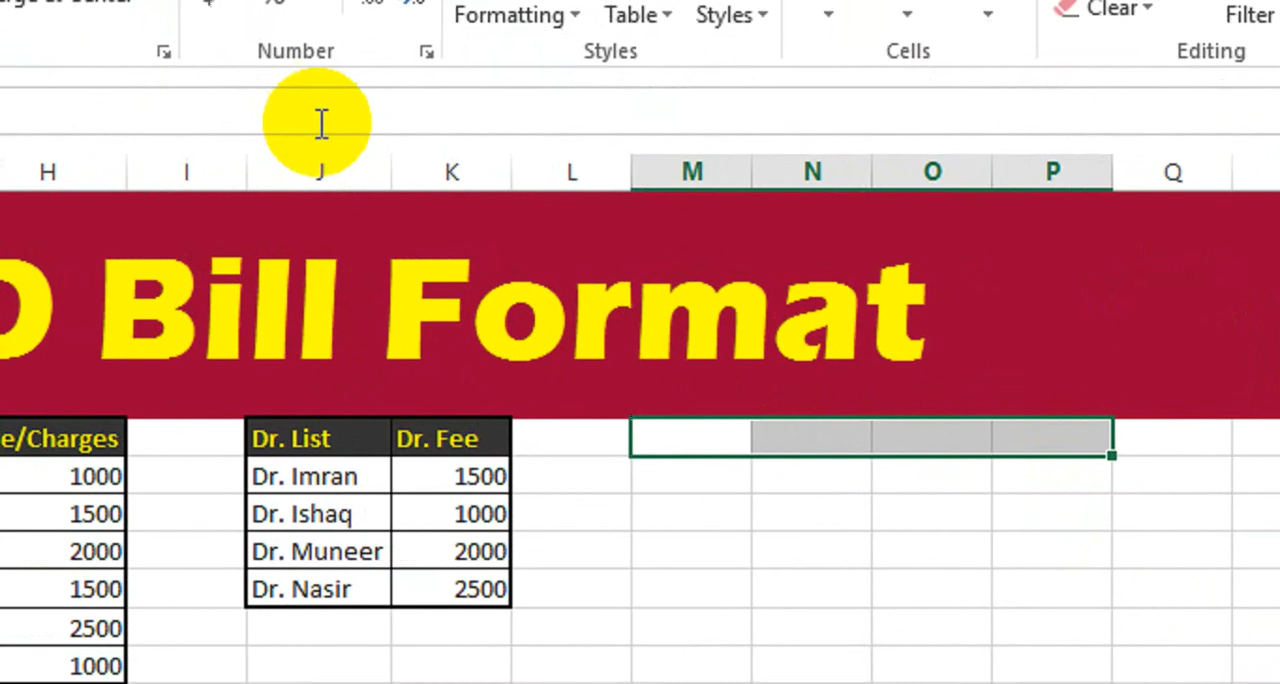 Formatting Table Styles Clear Filter
Number Styles Cells Editing
H I J K L M N O P Q
Bill Format
e/Charges Dr. List Dr. Fee
1000 Dr. Imran 1500
1500 Dr. Ishaq 1000
2000 Dr. Muneer 2000
1500 Dr. Nasir 2500
2500
1000